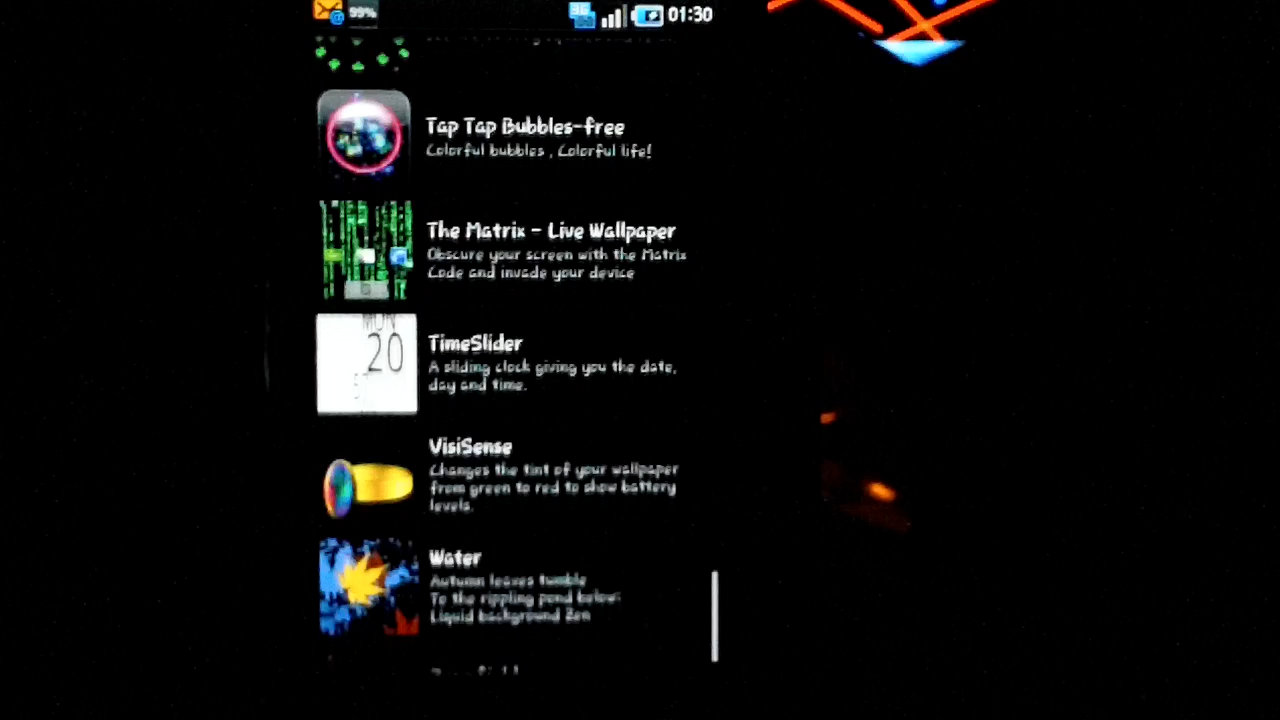 99%
3G
01:30
Tap Tap Bubbles-free
Colorful bubbles , Colorful life!
The Matrix - Live Wallpaper
Obscure your screen with the Matrix
Code and invade your device
MON
20
TimeSlider
A sliding clock giving you the date,
day and time.
VisiSense
Changes the tint of your wallpaper
from green to red to show battery
levels.
Water
Autumn leaves tumble
To the rippling pond below:
Liquid background Zen